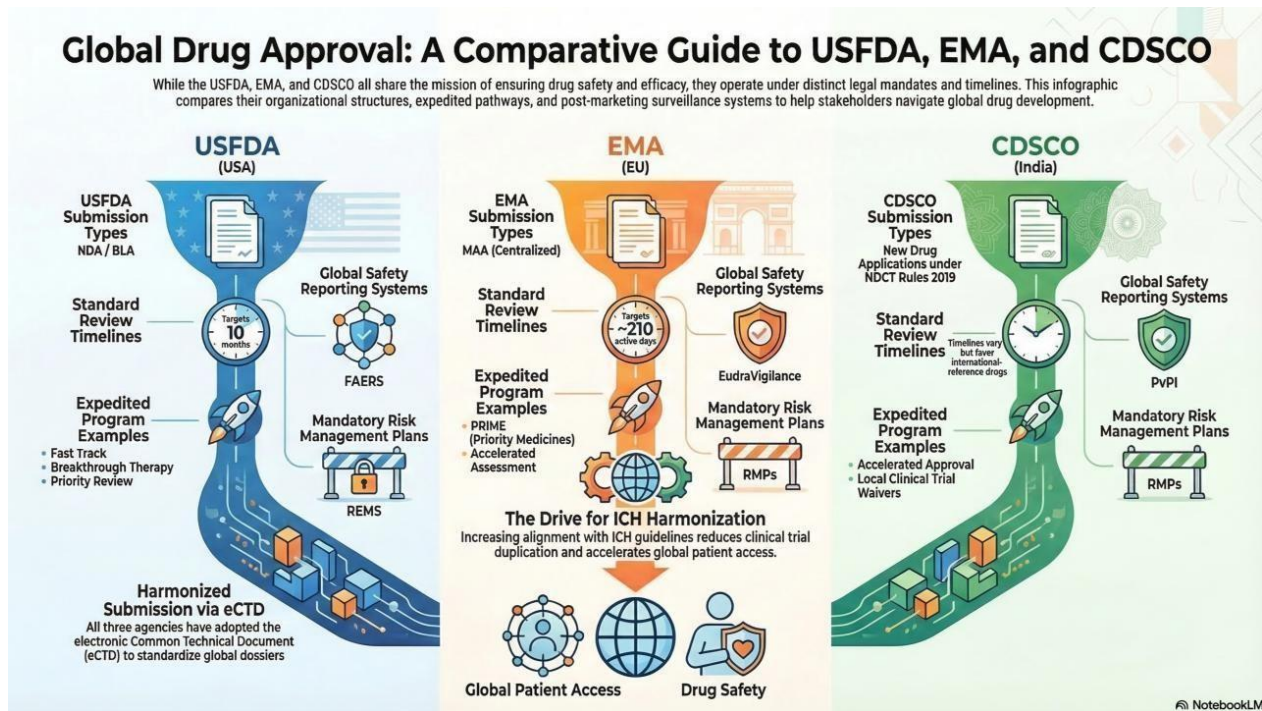 Global Drug Approval: A Comparative Guide to USFDA, EMA, and CDSCO
While the USFDA, EMA, and CDSCO all share the mission of ensuring drug safety and efficacy, they operate under distinct legal mandates and timelines. This infographic
compares their organizational structures, expedited pathways, and post-marketing surveillance systems to help stakeholders navigate global drug development.
USFDA
(USA)
USFDA
Submission
Types
NDA / BLA
Global Safety
Reporting Systems
Standard
Review
Timelines
Targets
10
months
FAERS
Expedited
Program
Examples
• Fast Track
• Breakthrough Therapy
• Priority Review
Mandatory Risk
Management Plans
REMS
Harmonized
Submission via eCTD
All three agencies have adopted the
electronic Common Technical Document
(eCTD) to standardize global dossiers
EMA
(EU)
EMA
Submission
Types
MAA (Centralized)
Global Safety
Reporting Systems
Standard
Review
Timelines
Targets
~210
active days
EudraVigilance
Expedited
Program
Examples
• PRIME
(Priority Medicines)
• Accelerated
Assessment
Mandatory Risk
Management Plans
RMPs
The Drive for ICH Harmonization
Increasing alignment with ICH guidelines reduces clinical trial
duplication and accelerates global patient access.
Global Patient Access
Drug Safety
CDSCO
(India)
CDSCO
Submission
Types
New Drug
Applications under
NDCT Rules 2019
Global Safety
Reporting Systems
Standard
Review
Timelines
Timelines vary
but faver
international-
reference drogs
PvPI
Expedited
Program
Examples
• Accelerated Approval
• Local Clinical Trial
Waivers
Mandatory Risk
Management Plans
RMPs
NotebookLM